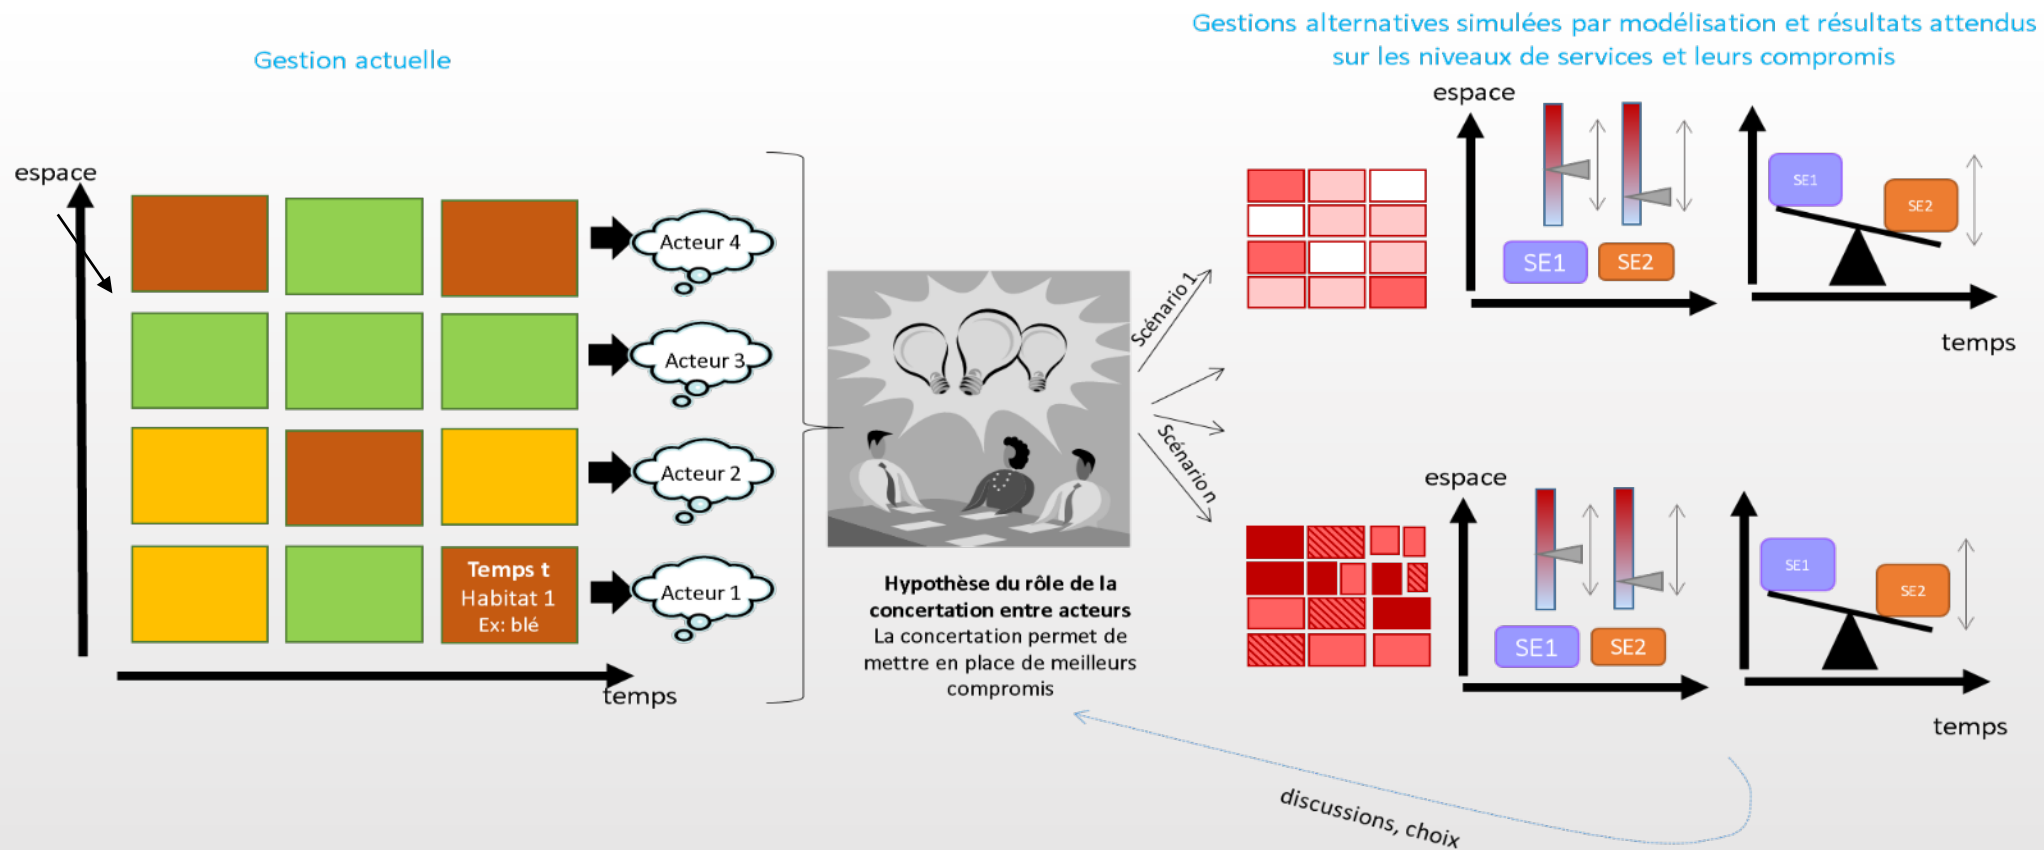 Gestion actuelle
Gestions alternatives simulées par modélisation et résultats attendus
sur les niveaux de services et leurs compromis
espace
Acteur 4
Acteur 3
Acteur 2
Temps t
Habitat 1
Ex: blé
Acteur 1
temps
Hypothèse du rôle de la
concertation entre acteurs
La concertation permet de
mettre en place de meilleurs
compromis
Scénario 1
Scénario n
espace
SE1
SE2
SE1
SE2
temps
espace
SE1
SE2
SE1
SE2
temps
discussions, choix